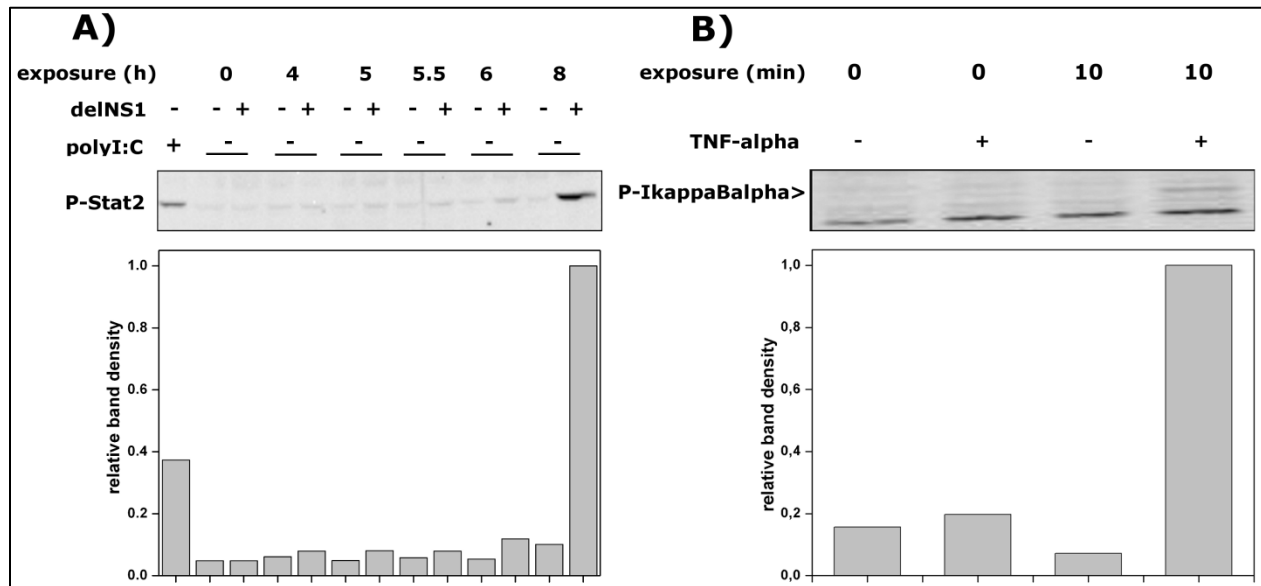 A)
exposure (h) 0 4 5 5.5 6 8
delNS1 - - + - + - + - + - + - +
polyI:C + - - - - - -
P-Stat2
1.0
0.8
0.6
0.4
0.2
0.0
relative band density
B)
exposure (min) 0 0 10 10
TNF-alpha - + - +
P-IkappaBalpha>
1,0
0,8
0,6
0,4
0,2
0,0
relative band density